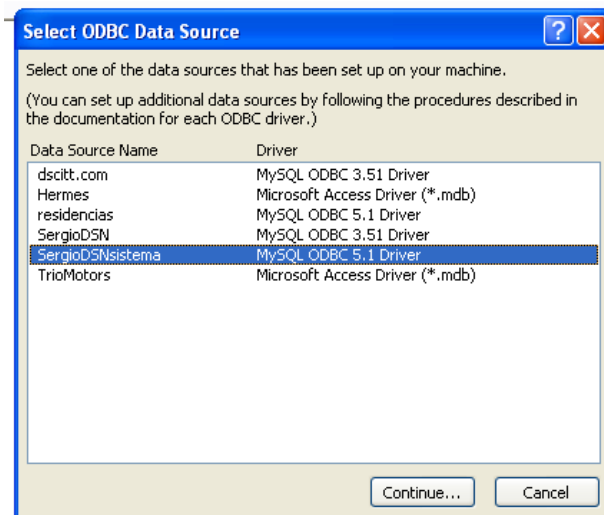 Select ODBC Data Source
Select one of the data sources that has been set up on your machine.
(You can set up additional data sources by following the procedures described in
the documentation for each ODBC driver.)
Data Source Name Driver
dscitt.com MySQL ODBC 3.51 Driver
Hermes Microsoft Access Driver (*.mdb)
residencias MySQL ODBC 5.1 Driver
SergioDSN MySQL ODBC 3.51 Driver
SergioDSNsistema MySQL ODBC 5.1 Driver
TrioMotors Microsoft Access Driver (*.mdb)
Continue... Cancel